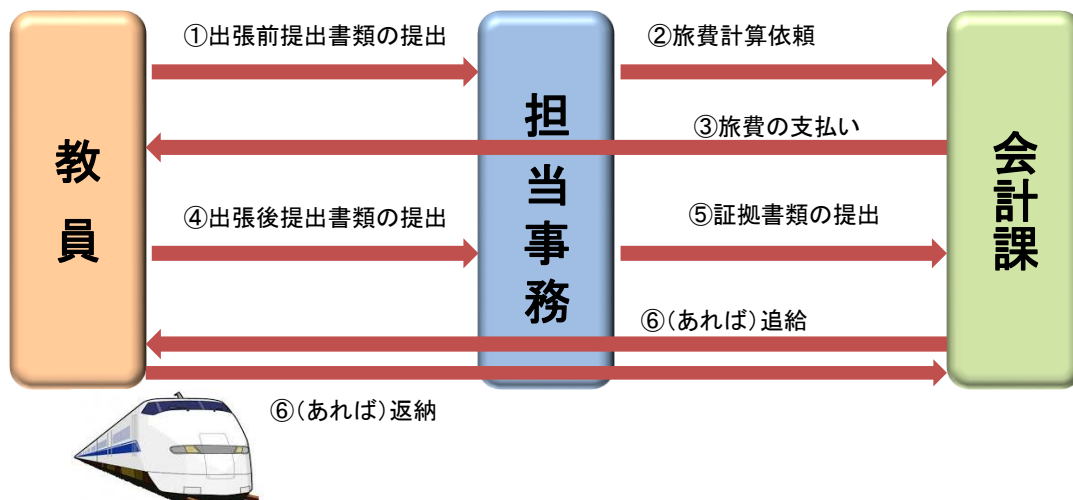 ①出張前提出書類の提出
②旅費計算依頼
③旅費の支払い
教員
担当事務
会計課
④出張後提出書類の提出
⑤証拠書類の提出
⑥(あれば)追給
⑥(あれば)返納